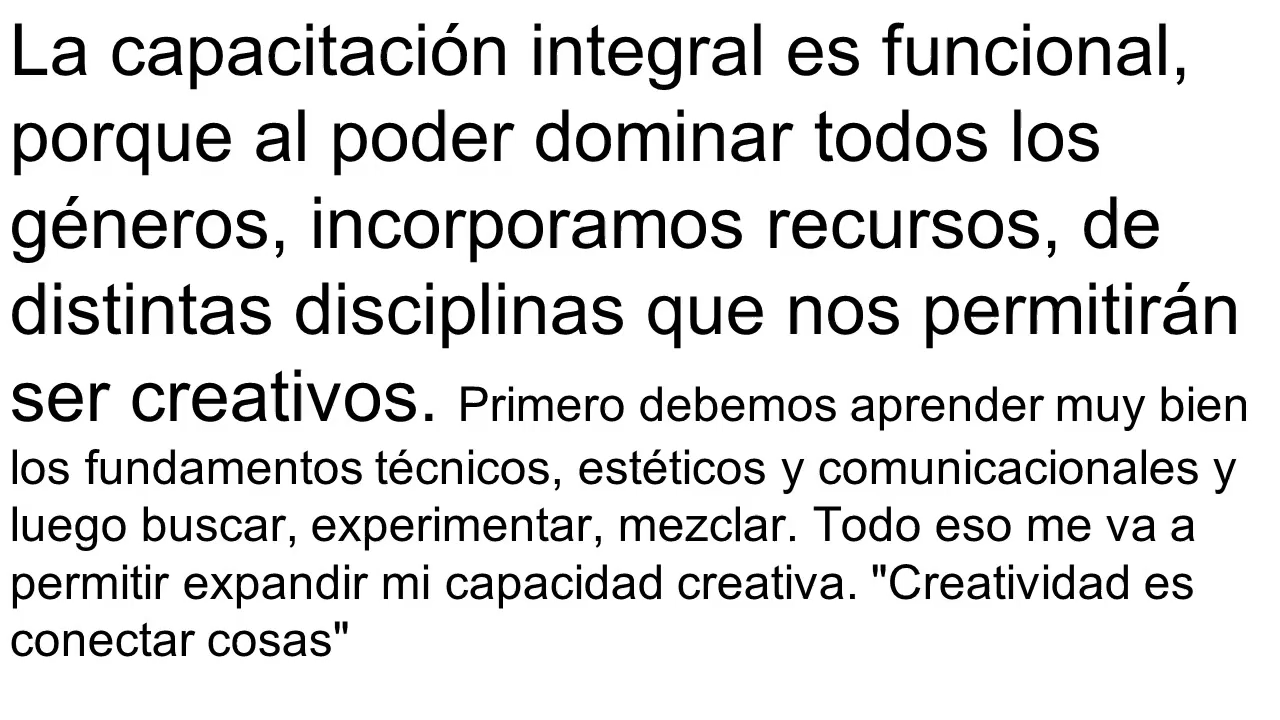 La capacitación integral es funcional,
porque al poder dominar todos los
géneros, incorporamos recursos, de
distintas disciplinas que nos permitirán
ser creativos. Primero debemos aprender muy bien
los fundamentos técnicos, estéticos y comunicacionales y
luego buscar, experimentar, mezclar. Todo eso me va a
permitir expandir mi capacidad creativa. "Creatividad es
conectar cosas"